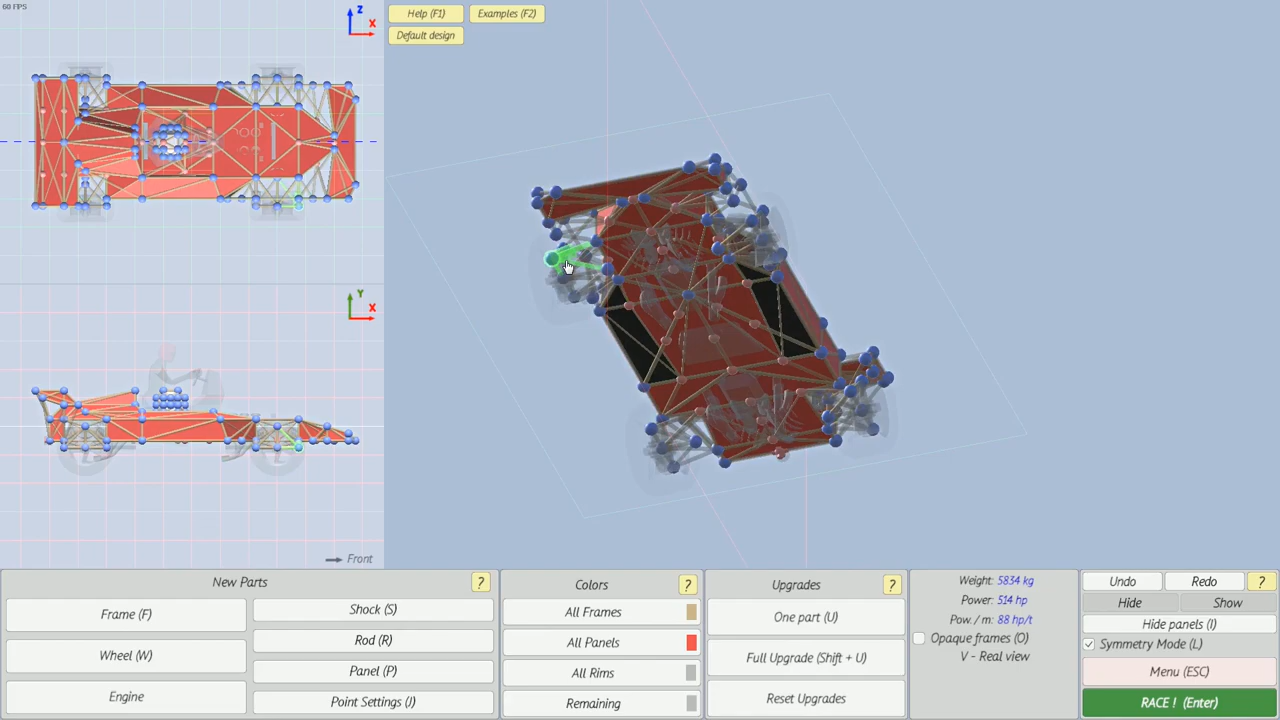 60 FPS
Z
X
Help (F1)
Examples (F2)
Default design
Y
X
Front
New Parts
?
Frame (F)
Shock (S)
Wheel (W)
Rod (R)
Engine
Panel (P)
Point Settings (J)
Colors
?
All Frames
All Panels
All Rims
Remaining
Upgrades
?
One part (U)
Full Upgrade (Shift + U)
Reset Upgrades
Weight: 5834 kg
Power: 514 hp
Pow. / m: 88 hp/t
Opaque frames (O)
V - Real view
Undo
Redo
?
Hide
Show
Hide panels (I)
Symmetry Mode (L)
Menu (ESC)
RACE ! (Enter)